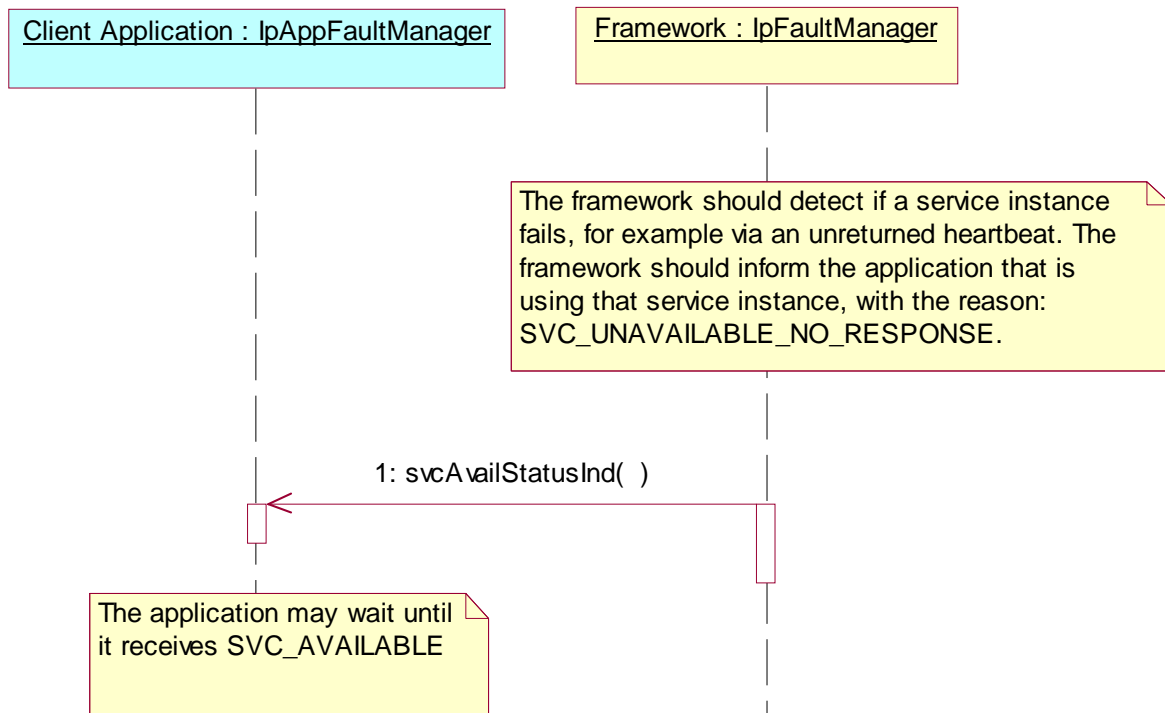 Client Application : IpAppFaultManager
Framework : IpFaultManager
The framework should detect if a service instance
fails, for example via an unreturned heartbeat. The
framework should inform the application that is
using that service instance, with the reason:
SVC_UNAVAILABLE_NO_RESPONSE.
1: svcAvailStatusInd(  )
The application may wait until
it receives SVC_AVAILABLE